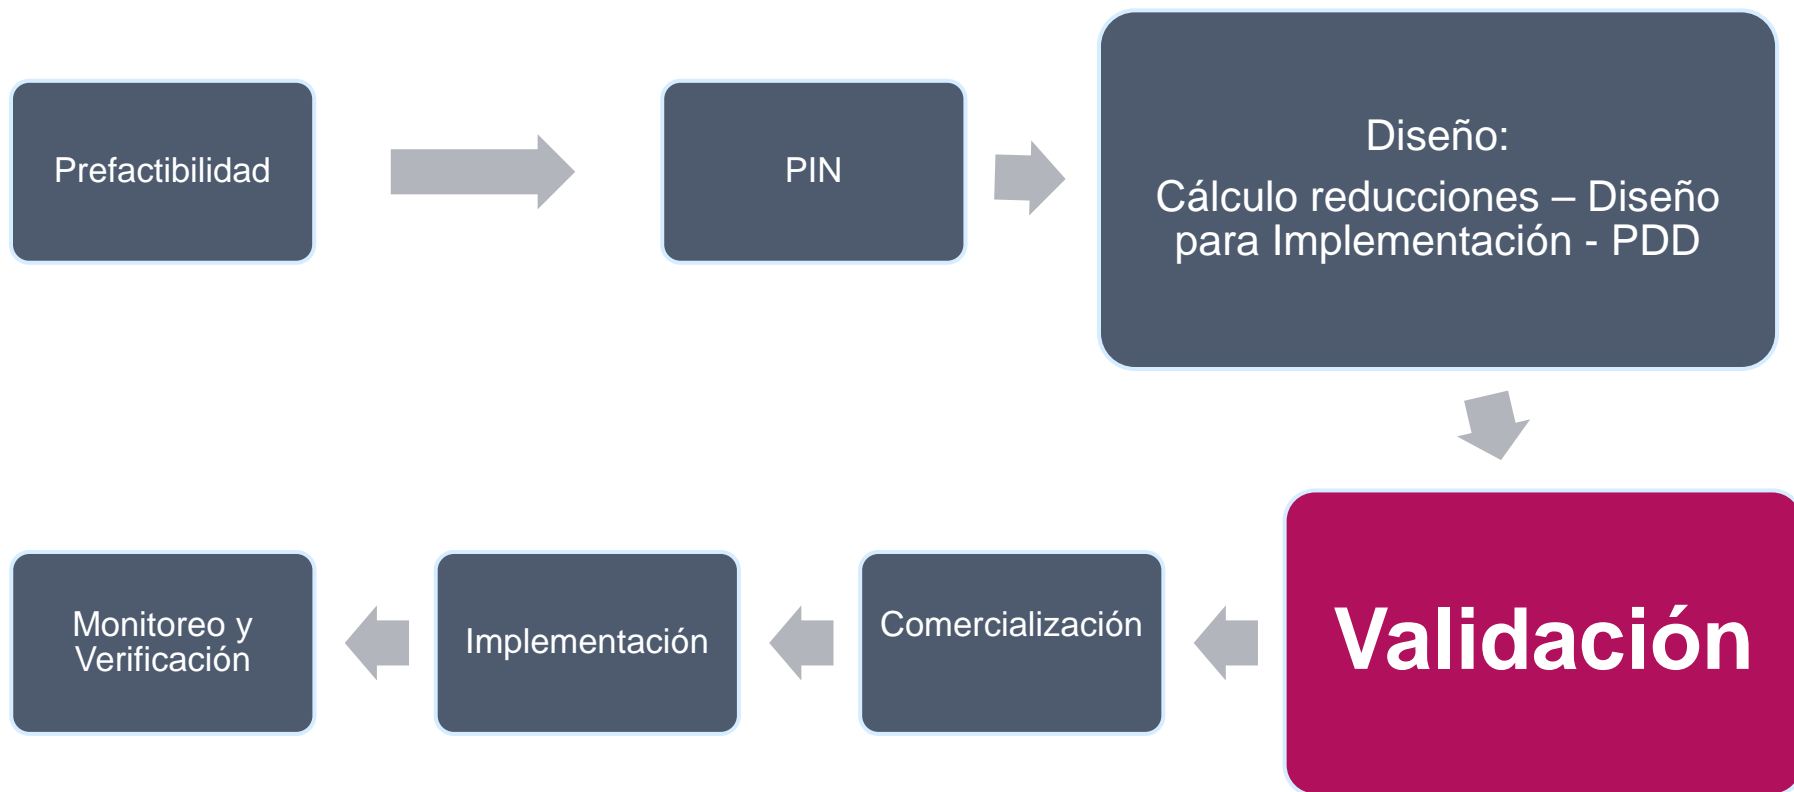 Prefactibilidad
PIN
Diseño:
Cálculo reducciones – Diseño
para Implementación - PDD
Validación
Comercialización
Implementación
Monitoreo y
Verificación